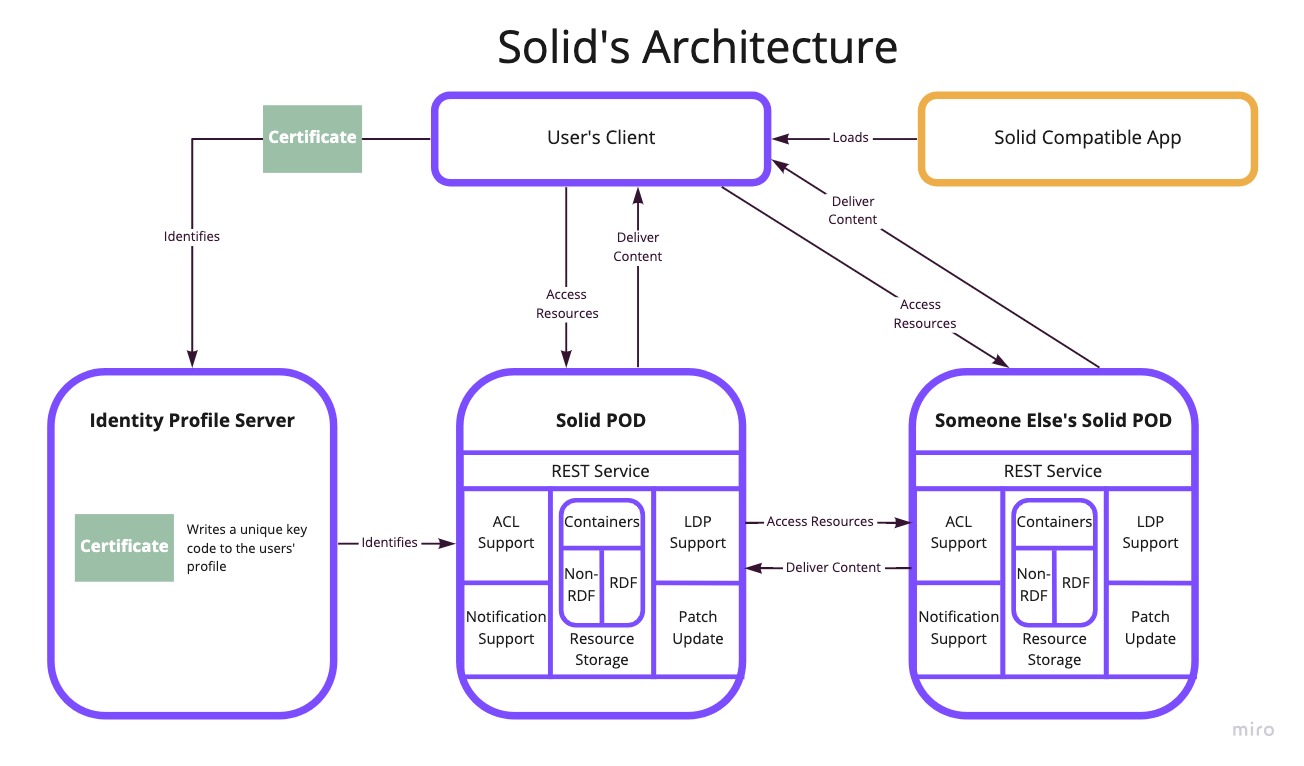 Solid's Architecture
Certificate
User's Client
Loads
Solid Compatible App
Identifies
Deliver
Content
Access
Resources
Deliver
Content
Access
Resources
Identity Profile Server
Certificate
Writes a unique key
code to the users'
profile
Identifies
Solid POD
REST Service
ACL
Support
Containers
Non-
RDF
RDF
Resource
Storage
LDP
Support
Notification
Support
Patch
Update
Access Resources
Deliver Content
Someone Else's Solid POD
REST Service
ACL
Support
Containers
Non-
RDF
RDF
Resource
Storage
LDP
Support
Notification
Support
Patch
Update
miro